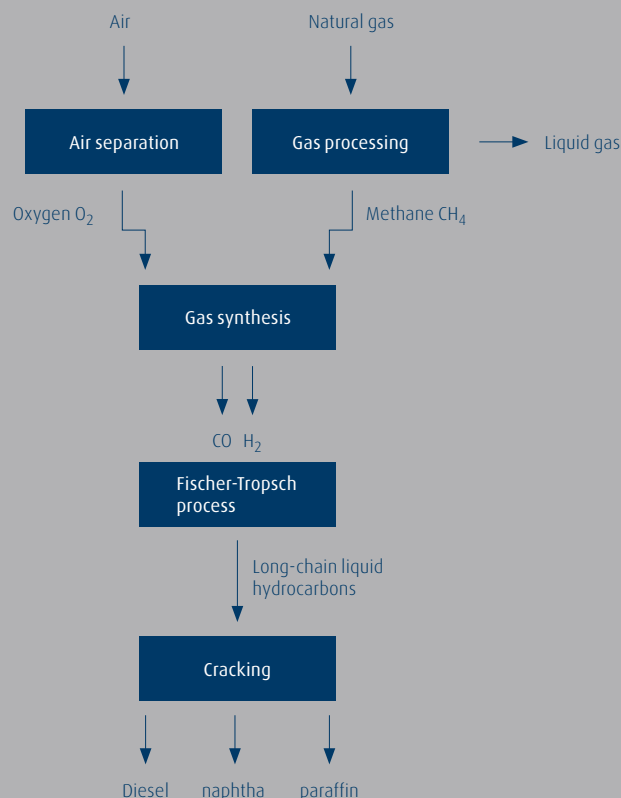 Air
Natural gas
Air separation
Gas processing
Liquid gas
Oxygen O₂
Methane CH₄
Gas synthesis
CO H₂
Fischer-Tropsch
process
Long-chain liquid
hydrocarbons
Cracking
Diesel naphtha paraffin